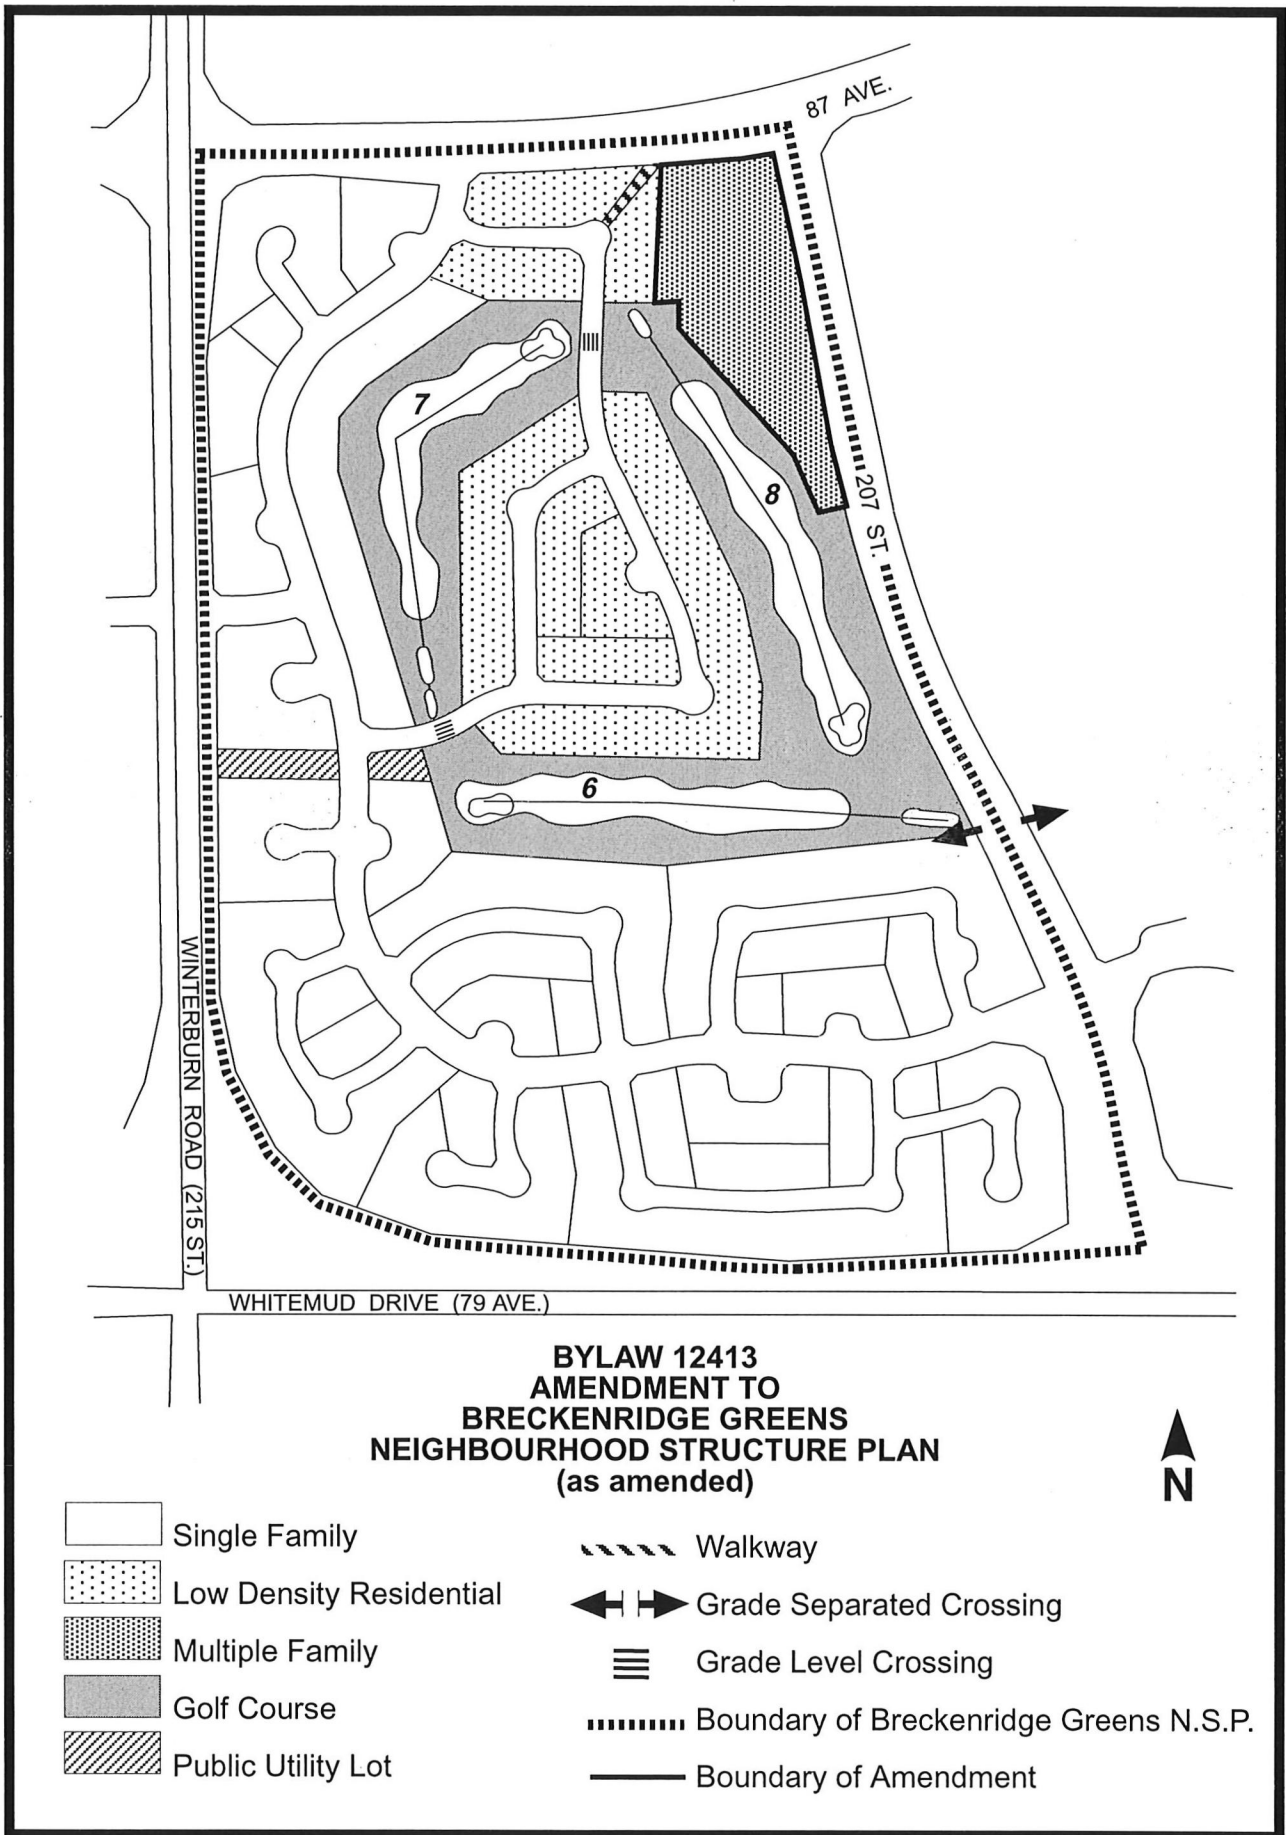 87 AVE.
7
8
207 ST.
6
WINTERBURN ROAD (215 ST.)
WHITEMUD DRIVE (79 AVE.)
BYLAW 12413
AMENDMENT TO
BRECKENRIDGE GREENS
NEIGHBOURHOOD STRUCTURE PLAN
(as amended)
N
Single Family
Low Density Residential
Multiple Family
Golf Course
Public Utility Lot
Walkway
Grade Separated Crossing
Grade Level Crossing
Boundary of Breckenridge Greens N.S.P.
Boundary of Amendment